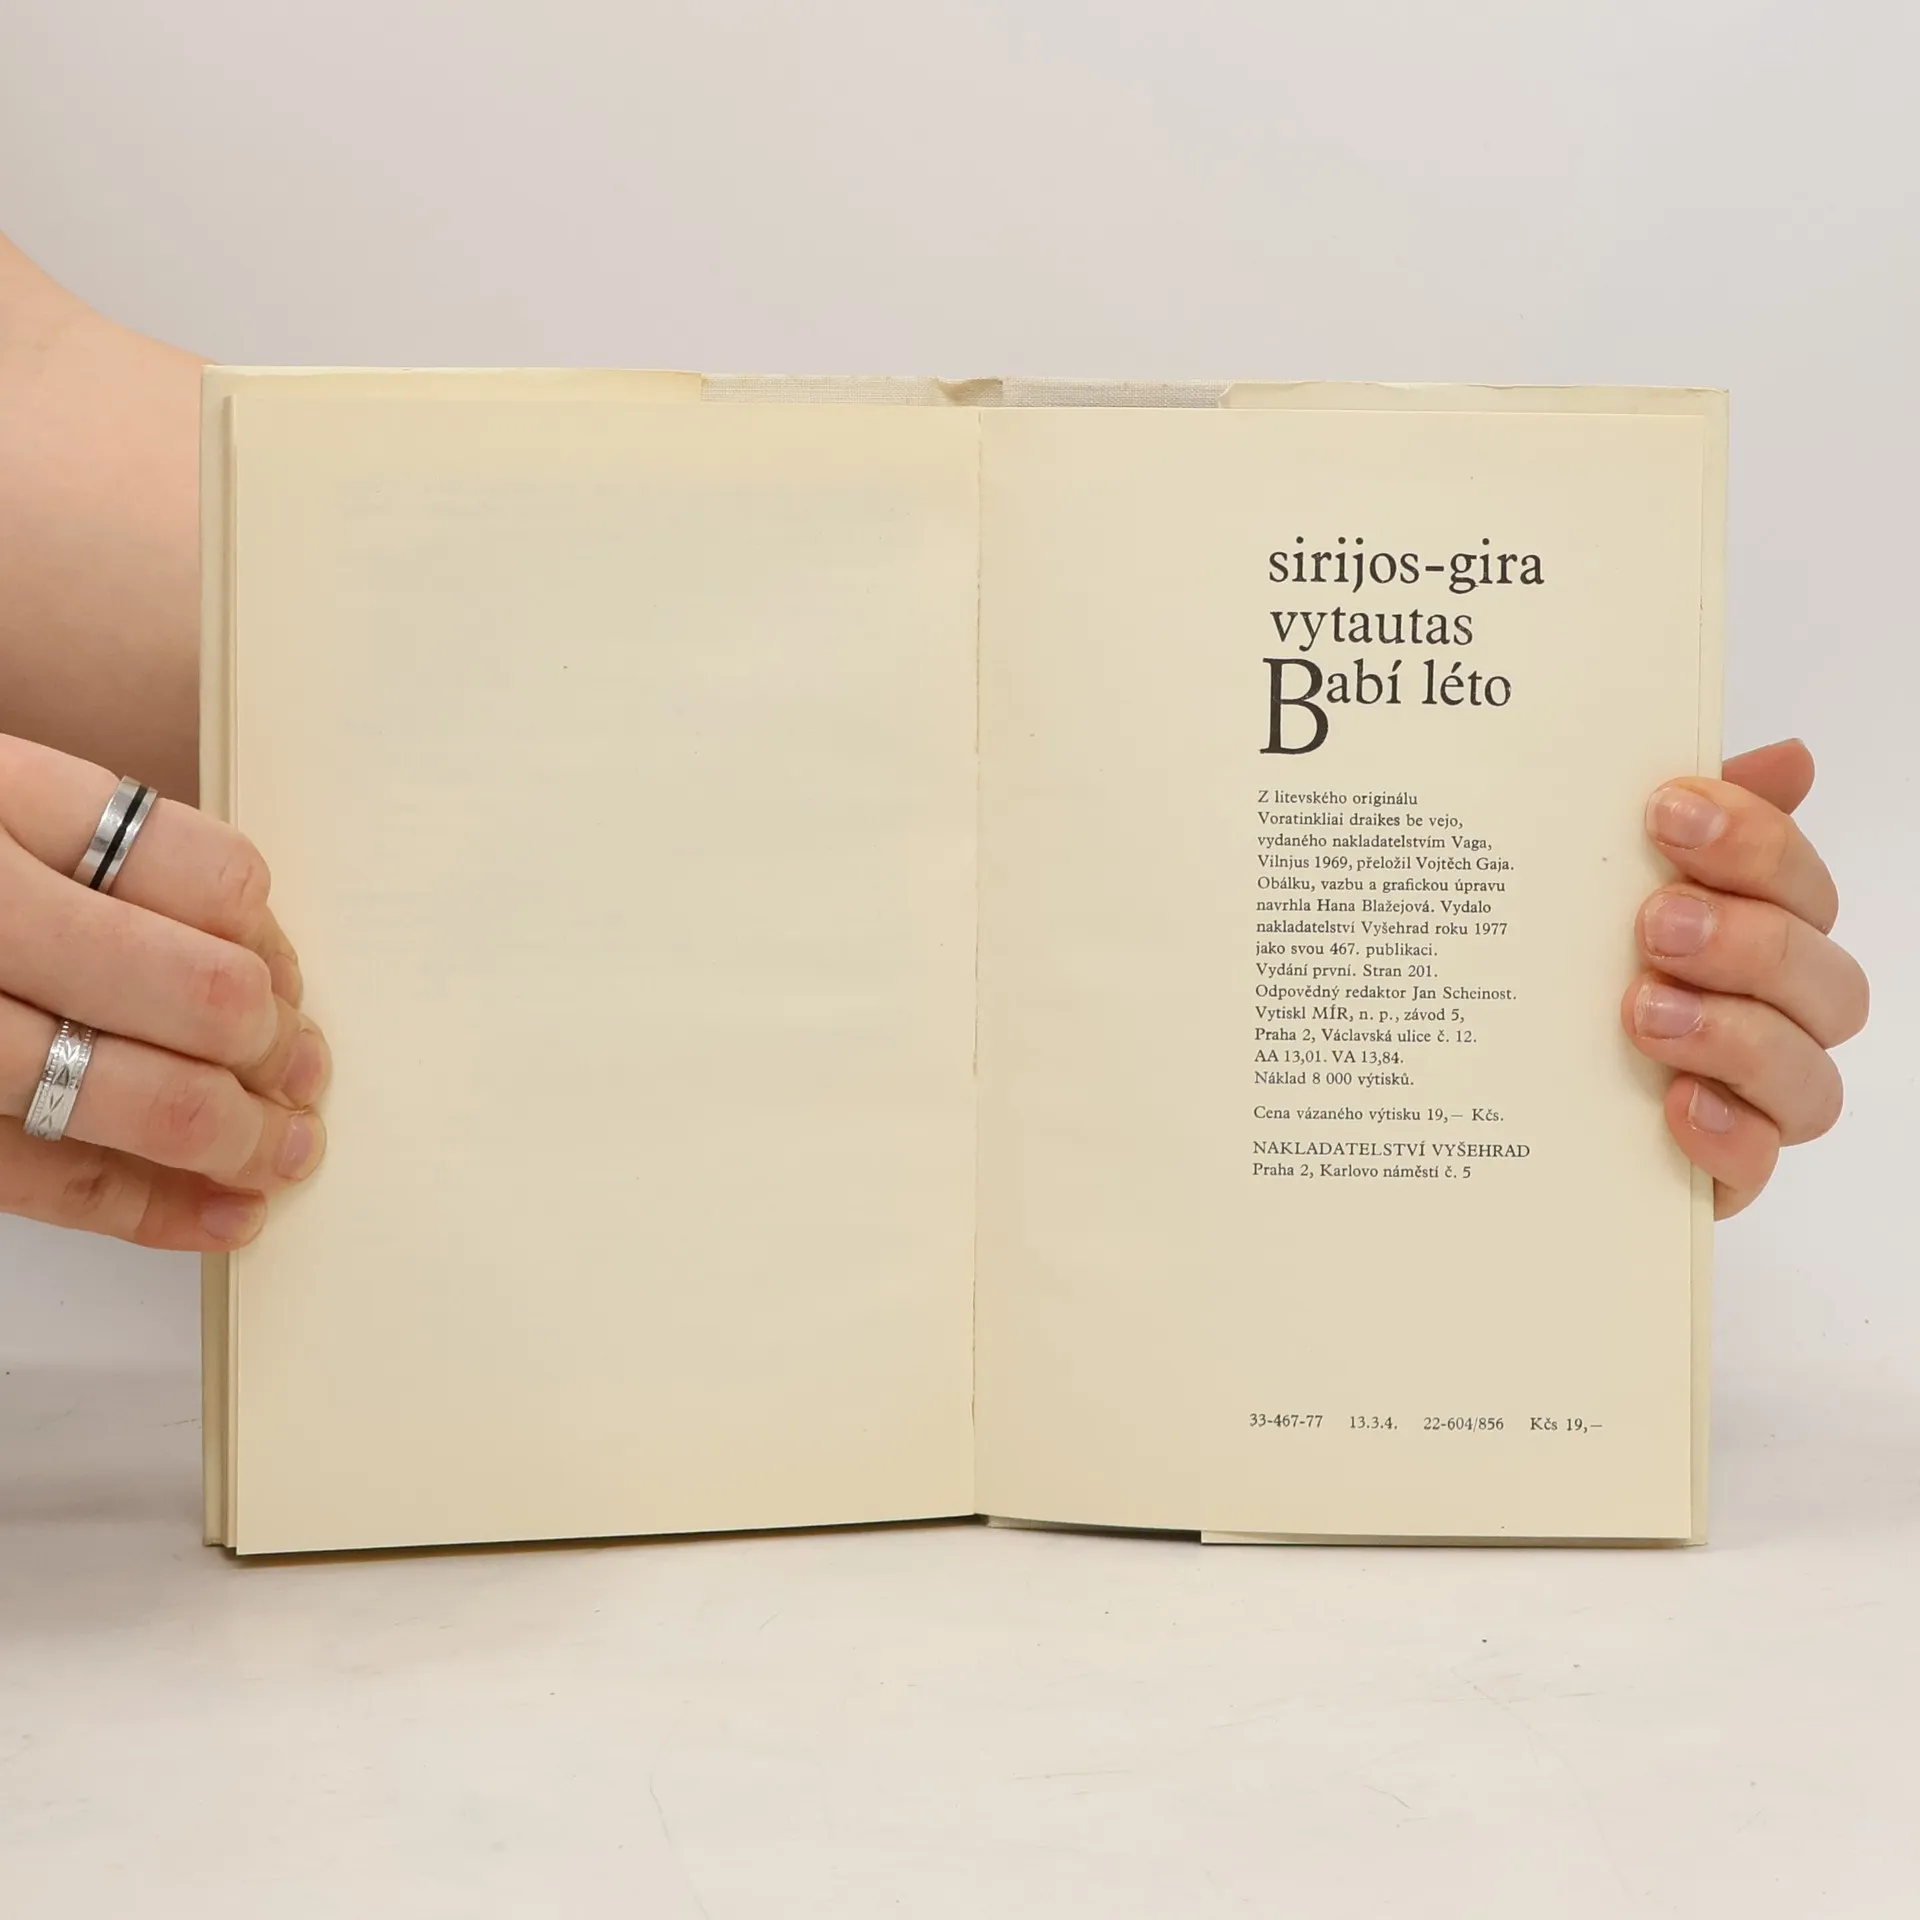 sirijos-gira
vytautas
Babí léto
Z litevského originálu
Voratinkliai draikes be vejo,
vydaného nakladatelstvím Vaga,
Vilnjus 1969, přeložil Vojtěch Gaja.
Obálku, vazbu a grafickou úpravu
navrhla Hana Blažejová. Vydalo
nakladatelství Vyšehrad roku 1977
jako svou 467. publikaci.
Vydání první. Stran 201.
Odpovědný redaktor Jan Scheinost.
Vytiskl MÍR, n. p., závod 5,
Praha 2, Václavská ulice č. 12.
AA 13,01. VA 13,84.
Náklad 8 000 výtisků.
Cena vázaného výtisku 19,— Kčs.
NAKLADATELSTVÍ VYŠEHRAD
Praha 2, Karlovo náměstí č. 5
33-467-77 13.3.4. 22-604/856 Kčs 19,—